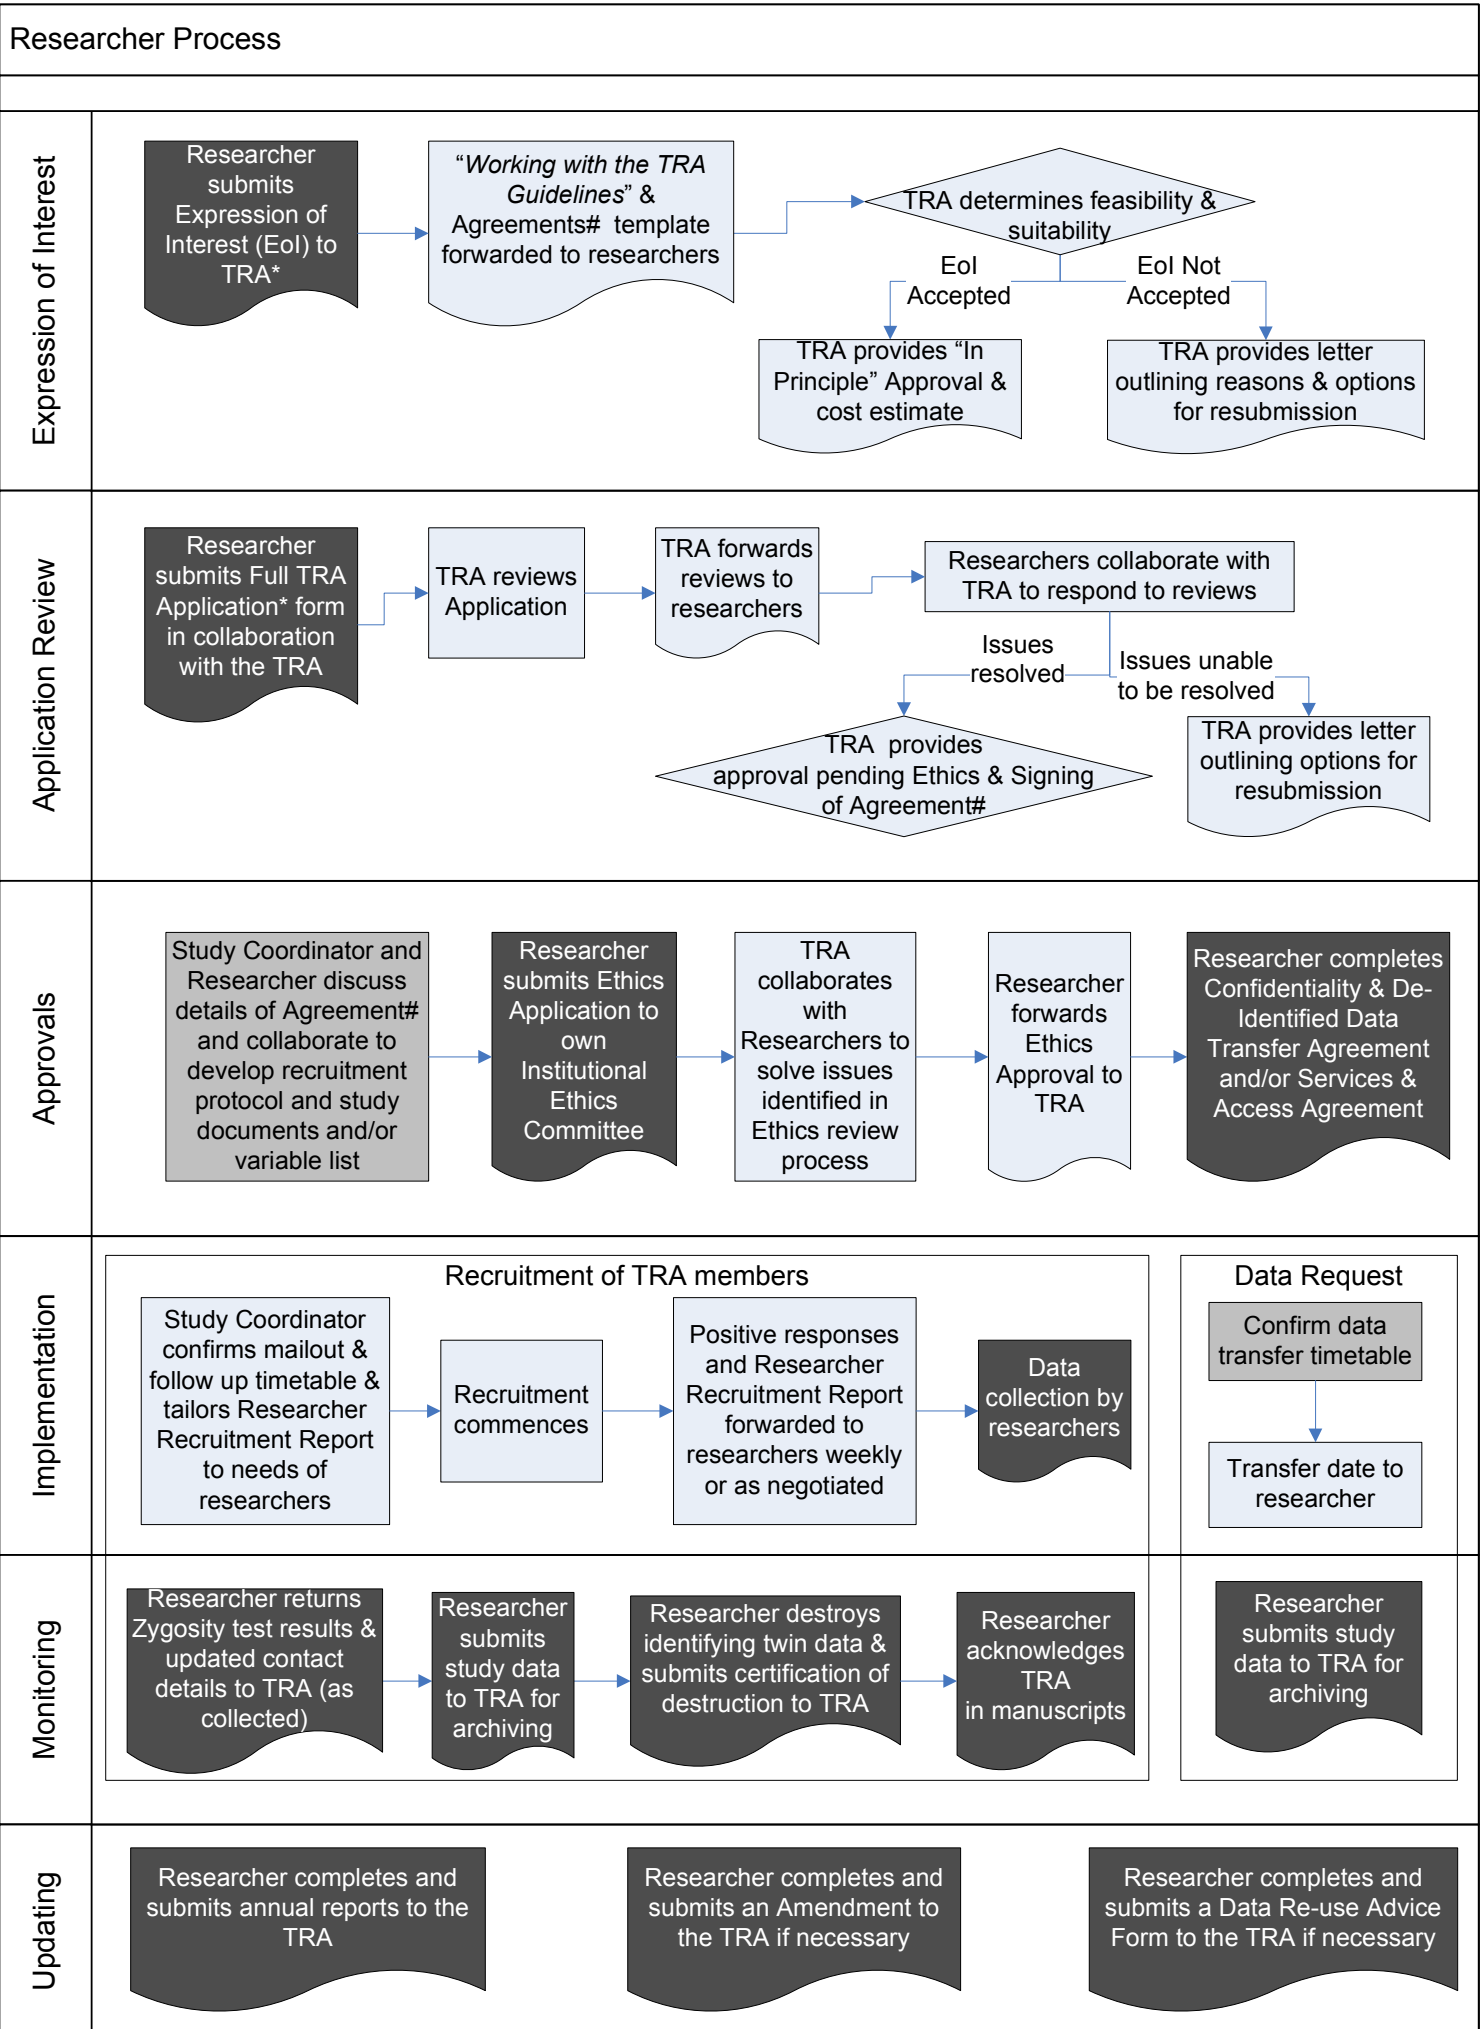 Researcher Process
Expression of Interest
Researcher
submits
Expression of
Interest (EoI) to
TRA*
“Working with the TRA
Guidelines” &
Agreements# template
forwarded to researchers
TRA determines feasibility &
suitability
EoI
Accepted
EoI Not
Accepted
TRA provides “In
Principle” Approval &
cost estimate
TRA provides letter
outlining reasons & options
for resubmission
Application Review
Researcher
submits Full TRA
Application* form
in collaboration
with the TRA
TRA reviews
Application
TRA forwards
reviews to
researchers
Researchers collaborate with
TRA to respond to reviews
Issues
resolved
Issues unable
to be resolved
TRA provides
approval pending Ethics & Signing
of Agreement#
TRA provides letter
outlining options for
resubmission
Approvals
Study Coordinator and
Researcher discuss
details of Agreement#
and collaborate to
develop recruitment
protocol and study
documents and/or
variable list
Researcher
submits Ethics
Application to
own
Institutional
Ethics
Committee
TRA
collaborates
with
Researchers to
solve issues
identified in
Ethics review
process
Researcher
forwards
Ethics
Approval to
TRA
Researcher completes
Confidentiality & De-
Identified Data
Transfer Agreement
and/or Services &
Access Agreement
Implementation
Recruitment of TRA members
Study Coordinator
confirms mailout &
follow up timetable &
tailors Researcher
Recruitment Report
to needs of
researchers
Recruitment
commences
Positive responses
and Researcher
Recruitment Report
forwarded to
researchers weekly
or as negotiated
Data
collection by
researchers
Data Request
Confirm data
transfer timetable
Transfer date to
researcher
Monitoring
Researcher returns
Zygosity test results &
updated contact
details to TRA (as
collected)
Researcher
submits
study data
to TRA for
archiving
Researcher destroys
identifying twin data &
submits certification of
destruction to TRA
Researcher
acknowledges
TRA
in manuscripts
Researcher
submits study
data to TRA for
archiving
Updating
Researcher completes and
submits annual reports to the
TRA
Researcher completes and
submits an Amendment to
the TRA if necessary
Researcher completes and
submits a Data Re-use Advice
Form to the TRA if necessary